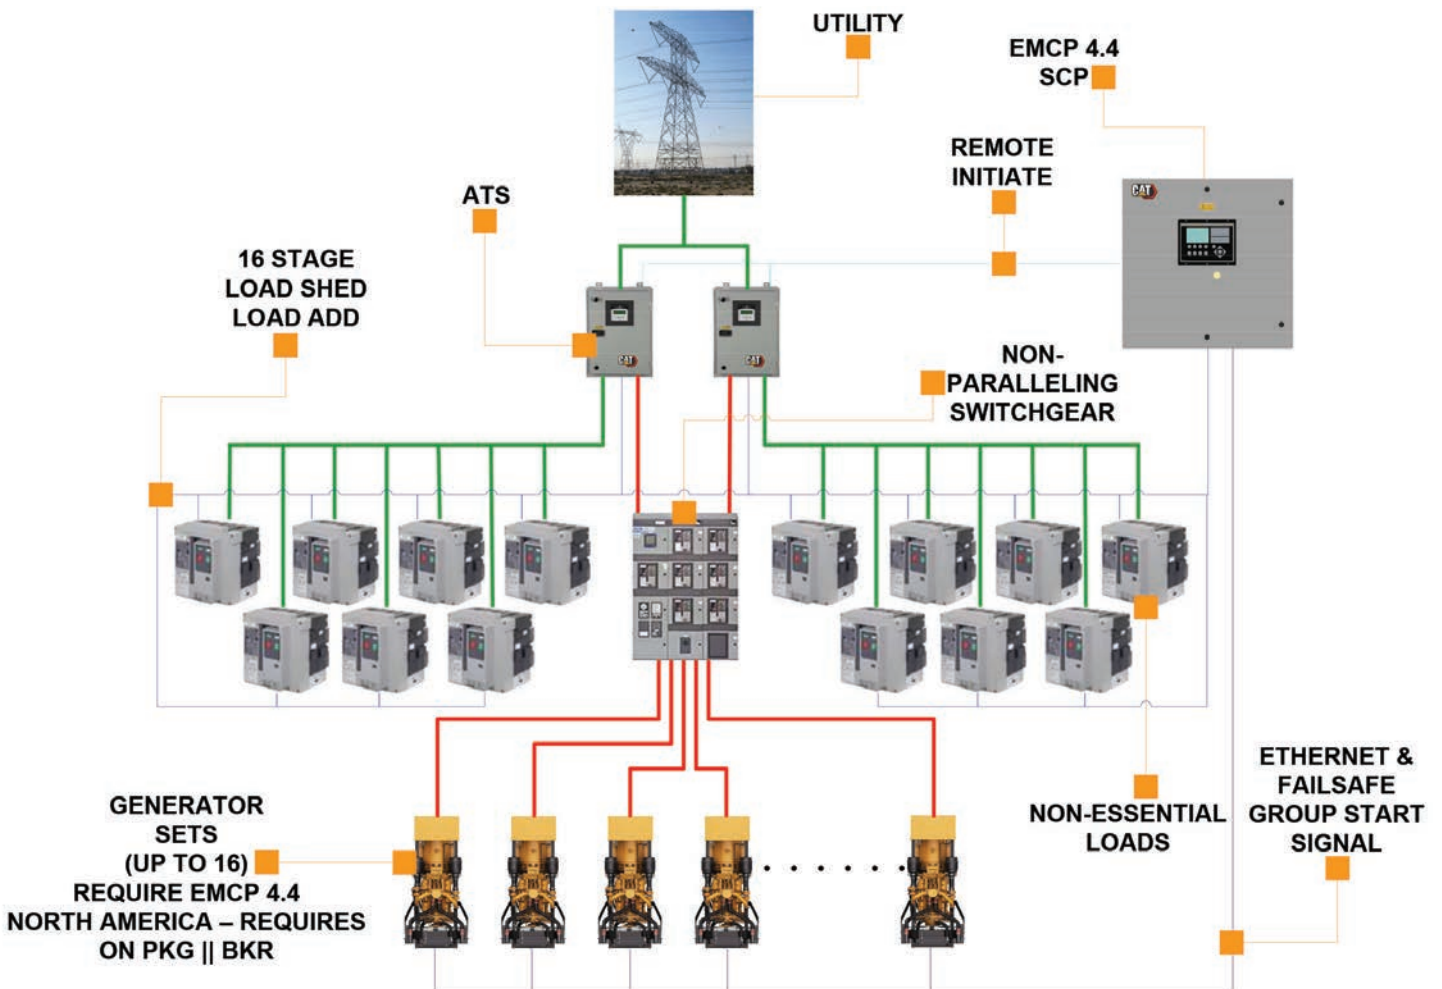 UTILITY
EMCP 4.4
SCP
REMOTE
INITIATE
CAT
ATS
16 STAGE
LOAD SHED
LOAD ADD
CAT
CAT
NON-
PARALLELING
SWITCHGEAR
GENERATOR
SETS
(UP TO 16)
REQUIRE EMCP 4.4
NORTH AMERICA – REQUIRES
ON PKG || BKR
NON-ESSENTIAL
LOADS
ETHERNET &
FAILSAFE
GROUP START
SIGNAL